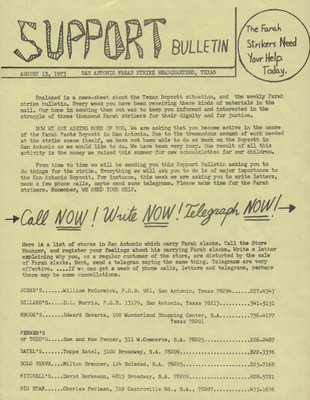 SUPPORT BULLETIN
The Farah
Strikers Need
Your Help.
Today.
AUGUST 13, 1973 SAN ANTONIO FARAH STRIKE HEADQUARTERS, TEXAS
Enclosed is a news-sheet about the Texas Boycott situation, and the weekly Farah
strike bulletin. Every week you have been receiving these kinds of materials in the
mail. Our hope in sending them out was to keep you informed and interested in the
struggle of three thousand Farah strikers for their dignity and for justice.
NOW WE ARE ASKING MORE OF YOU. We are asking that you become active in the cause
of the Farah Pants Boycott in San Antonio. Due to the tremendous amount of work needed
at the strike scene itself, we have not been able to do as much on the Boycott in
San Antonio as we would like to do. We have been very busy. One result of all this
activity is the money we raised this summer for new schoolclothes for our children.
From time to time we will be sending you this Support Bulletin asking you to
do things for the strike. Everything we will ask you to do is of major importance to
the San Antonio Boycott. For instance, this week we are asking you to write letters,
make a few phone calls, maybe send some telegrams. Please make time for the Farah
strikers. Remember, WE NEED YOUR HELP.
Call NOW! Write NOW! Telegraph NOW!
Here is a list of stores in San Antonio which carry Farah slacks. Call the Store
Manager, and register your feelings about his carrying Farah slacks. Write a letter
explaining why you, as a regular customer of the store, are disturbed by the sale
of Farah slacks. Next, send a telegram saying the same thing. Telegrams are very
effective. ....If we can get a week of phone calls, letters and telegrams, perhaps
there may be some cancellations.
JOSKE'S......William McCormick, P.O.B. 961, San Antonio, Texas 78294......227-4343
DILLARD'S....D.L. Morris, P.O.B. 13179, San Antonio, Texas 78213......341-5151
RHODE'S......Edward Skvarca, 100 Wonderland Shopping Center, S.A......736-4177
Texas 78201
FENNER'S
or TODD'S....Sam and Max Penner, 311 W.Commerce, S.A. 78205......226-2487
SATEL'S......Toppe Satel, 5100 Broadway, S.A. 78209......822-3376
SOLO SERVE...Milton Brenner, 114 Soledad, S.A. 78205......225-7168
MITCHELL'S...David Berkmann, 4815 Broadway, S.A. 78209......828-5721
BIG STAR.....Charles Perlman, 319 Castroville Rd., S.A., 78207......433-1636